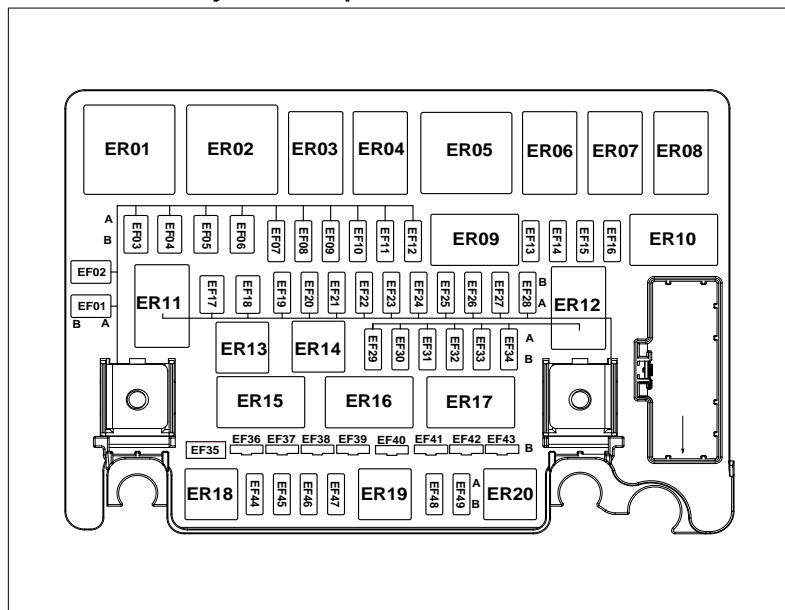 ER01 ER02 ER03 ER04 ER05 ER06 ER07 ER08
A
B
EF03 EF04 EF05 EF06 EF07 EF08 EF09 EF10 EF11 EF12 ER09 EF13 EF14 EF15 EF16 ER10
EF02
EF01
B A
ER11 EF17 EF18 EF19 EF20 EF21 EF22 EF23 EF24 EF25 EF26 EF27 EF28 B
A
ER12
ER13 ER14 EF29 EF30 EF31 EF32 EF33 EF34 A
B
ER15 ER16 ER17
EF35 EF36 EF37 EF38 EF39 EF40 EF41 EF42 EF43 B
ER18 EF44 EF45 EF46 EF47 ER19 EF48 EF49 A
B
ER20